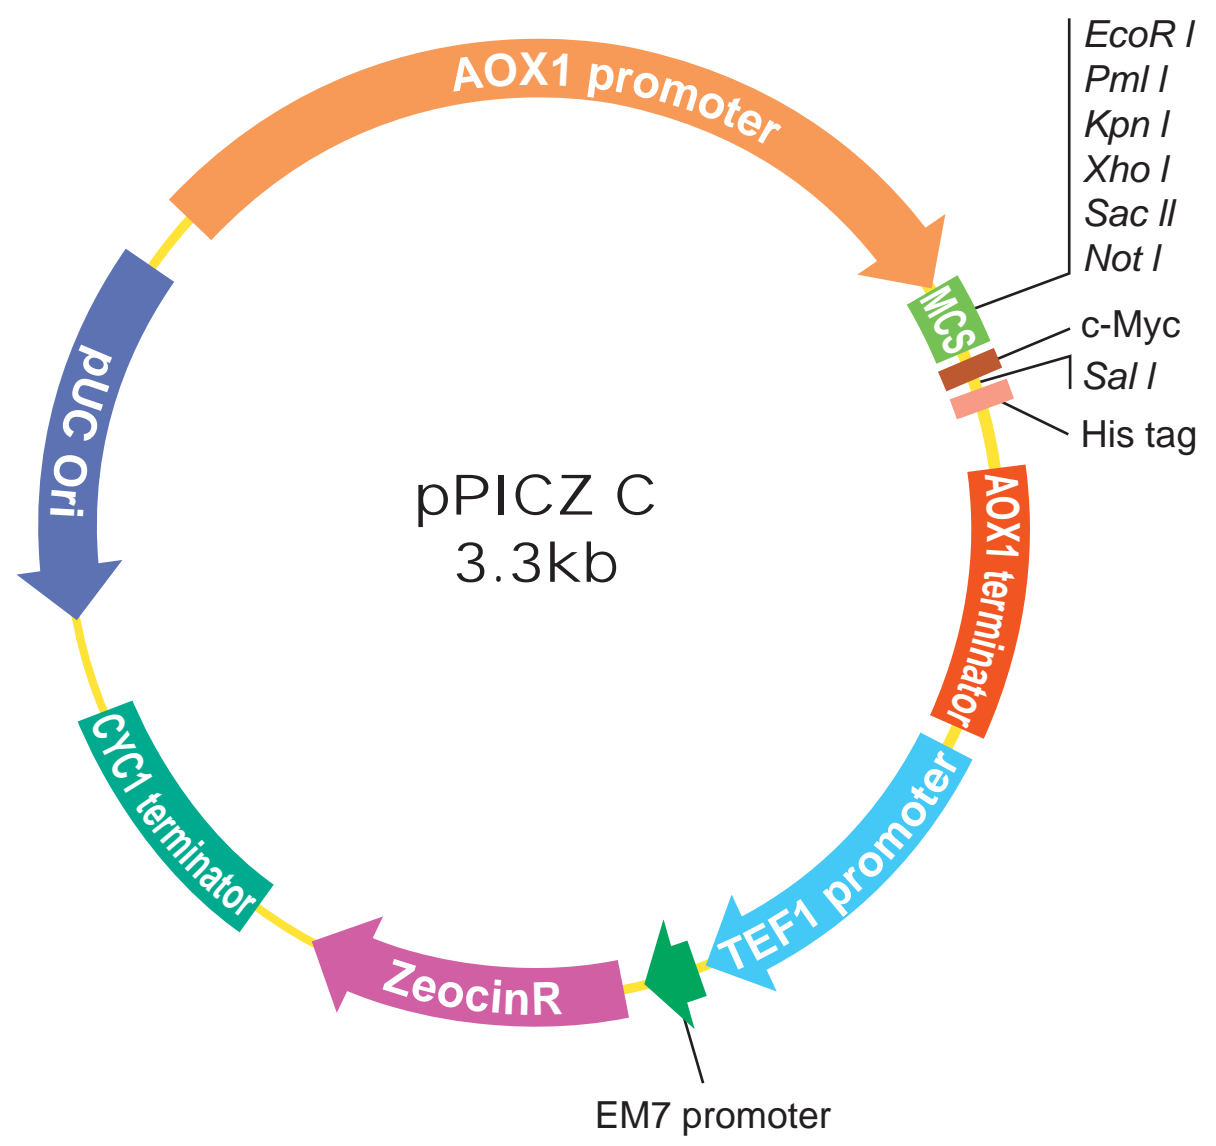 AOX1 promoter
EcoR I
Pml I
Kpn I
Xho I
Sac II
Not I
MCS
c-Myc
Sal I
His tag
AOX1 terminator
TEF1 promoter
EM7 promoter
ZeocinR
CYC1 terminator
pUC Ori
pPICZ C
3.3kb